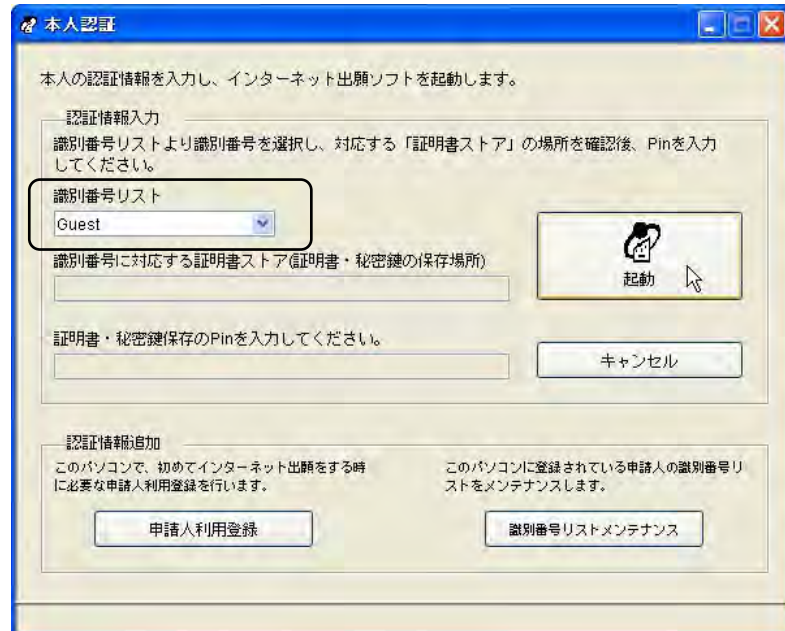 本人認証
本人の認証情報を入力し、インターネット出願ソフトを起動します。
認証情報入力
識別番号リストより識別番号を選択し、対応する「証明書ストア」の場所を確認後、Pinを入力
してください。
識別番号リスト
Guest
識別番号に対応する証明書ストア(証明書・秘密鍵の保存場所)
起動
証明書・秘密鍵保存のPinを入力してください。
キャンセル
認証情報追加
このパソコンで、初めてインターネット出願をする時
に必要な申請人利用登録を行います。
申請人利用登録
このパソコンに登録されている申請人の識別番号リ
ストをメンテナンスします。
識別番号リストメンテナンス